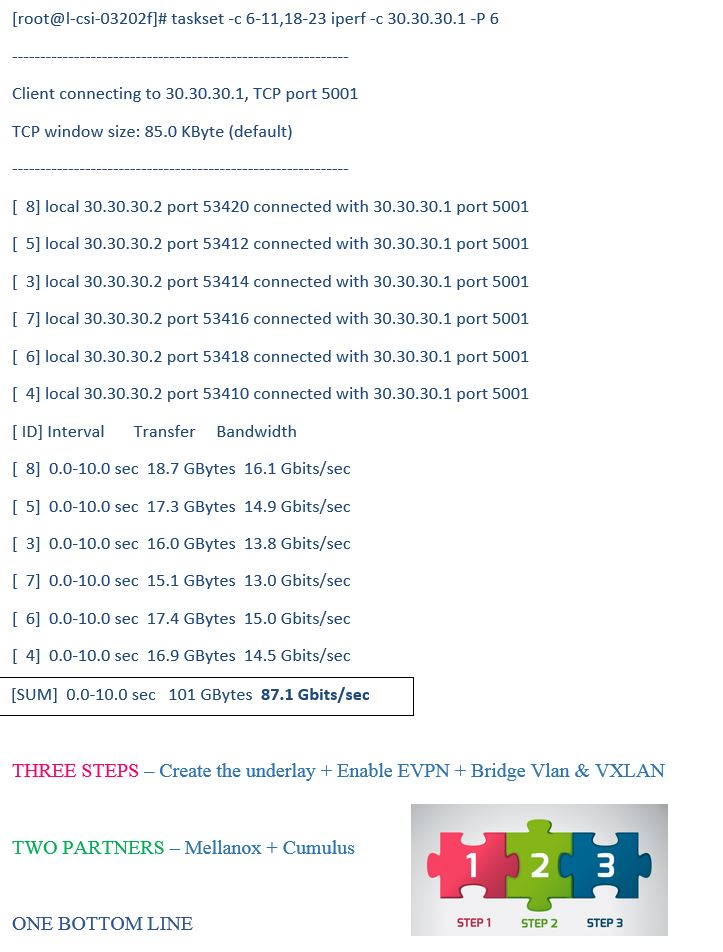 [root@l-csi-03202f]# taskset -c 6-11,18-23 iperf -c 30.30.30.1 -P 6
------------------------------------------------------------
Client connecting to 30.30.30.1, TCP port 5001
TCP window size: 85.0 KByte (default)
------------------------------------------------------------
[  8] local 30.30.30.2 port 53420 connected with 30.30.30.1 port 5001
[  5] local 30.30.30.2 port 53412 connected with 30.30.30.1 port 5001
[  3] local 30.30.30.2 port 53414 connected with 30.30.30.1 port 5001
[  7] local 30.30.30.2 port 53416 connected with 30.30.30.1 port 5001
[  6] local 30.30.30.2 port 53418 connected with 30.30.30.1 port 5001
[  4] local 30.30.30.2 port 53410 connected with 30.30.30.1 port 5001
[ ID] Interval       Transfer     Bandwidth
[  8]  0.0-10.0 sec  18.7 GBytes  16.1 Gbits/sec
[  5]  0.0-10.0 sec  17.3 GBytes  14.9 Gbits/sec
[  3]  0.0-10.0 sec  16.0 GBytes  13.8 Gbits/sec
[  7]  0.0-10.0 sec  15.1 GBytes  13.0 Gbits/sec
[  6]  0.0-10.0 sec  17.4 GBytes  15.0 Gbits/sec
[  4]  0.0-10.0 sec  16.9 GBytes  14.5 Gbits/sec
[SUM]  0.0-10.0 sec   101 GBytes  87.1 Gbits/sec
THREE STEPS – Create the underlay + Enable EVPN + Bridge Vlan & VXLAN
TWO PARTNERS – Mellanox + Cumulus
1 2 3
STEP 1 STEP 2 STEP 3
ONE BOTTOM LINE